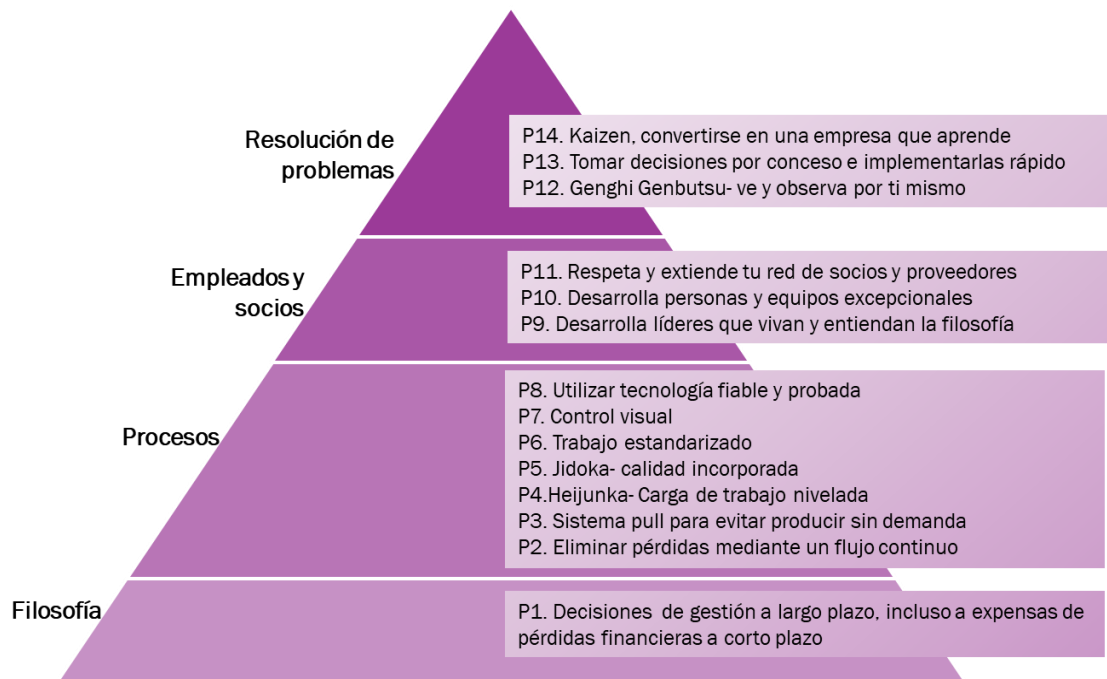 Resolución de
problemas
P14. Kaizen, convertirse en una empresa que aprende
P13. Tomar decisiones por conceso e implementarlas rápido
P12. Genghi Genbutsu- ve y observa por ti mismo
Empleados y
socios
P11. Respeta y extiende tu red de socios y proveedores
P10. Desarrolla personas y equipos excepcionales
P9. Desarrolla líderes que vivan y entiendan la filosofía
Procesos
P8. Utilizar tecnología fiable y probada
P7. Control visual
P6. Trabajo estandarizado
P5. Jidoka- calidad incorporada
P4.Heijunka- Carga de trabajo nivelada
P3. Sistema pull para evitar producir sin demanda
P2. Eliminar pérdidas mediante un flujo continuo
Filosofía
P1. Decisiones de gestión a largo plazo, incluso a expensas de
pérdidas financieras a corto plazo